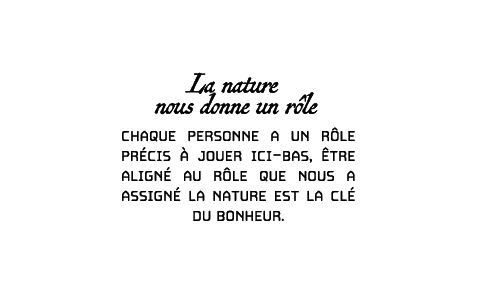 La nature
nous donne un rôle
CHAQUE PERSONNE A UN RÔLE
PRÉCIS À JOUER ICI-BAS, ÊTRE
ALIGNÉ AU RÔLE QUE NOUS A
ASSIGNÉ LA NATURE EST LA CLÉ
DU BONHEUR.